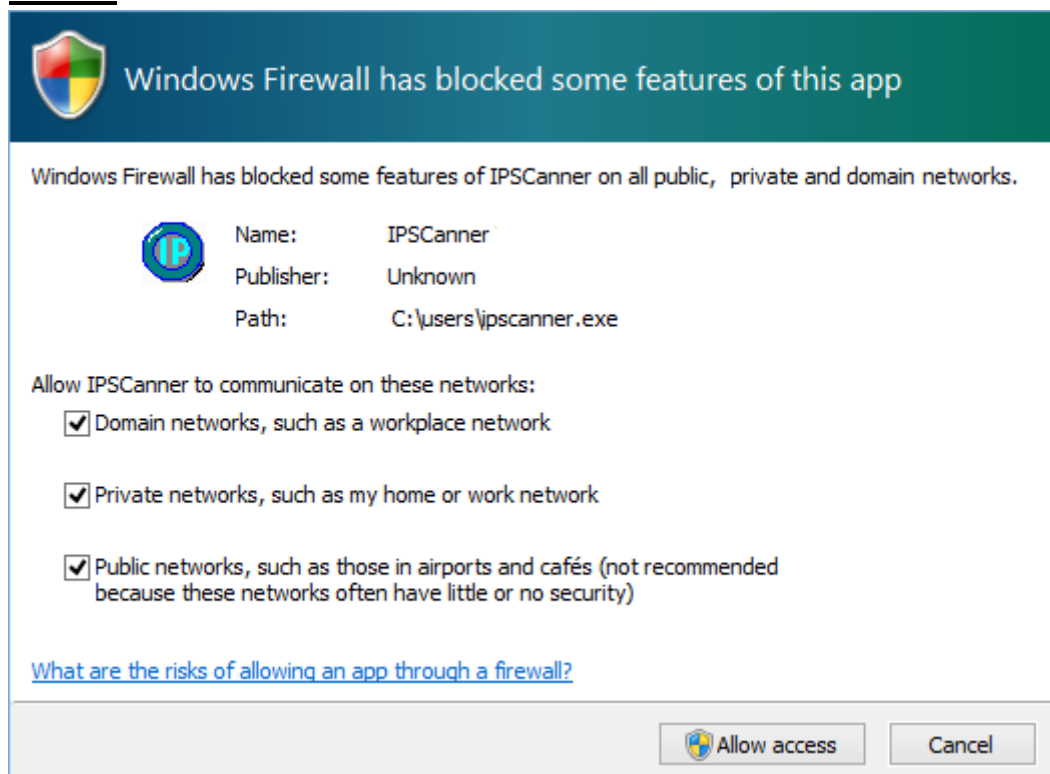 Windows Firewall has blocked some features of this app
Windows Firewall has blocked some features of IPSCanner on all public, private and domain networks.
IP
Name: IPSCanner
Publisher: Unknown
Path: C:\users\ipscanner.exe
Allow IPSCanner to communicate on these networks:
Domain networks, such as a workplace network
Private networks, such as my home or work network
Public networks, such as those in airports and cafés (not recommended
because these networks often have little or no security)
What are the risks of allowing an app through a firewall?
Allow access Cancel